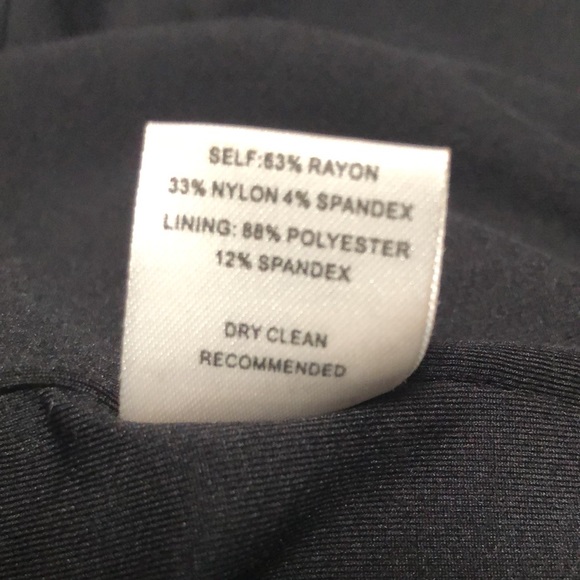 SELF:63% RAYON
33% NYLON 4% SPANDEX
LINING: 88% POLYESTER
12% SPANDEX
DRY CLEAN
RECOMMENDED